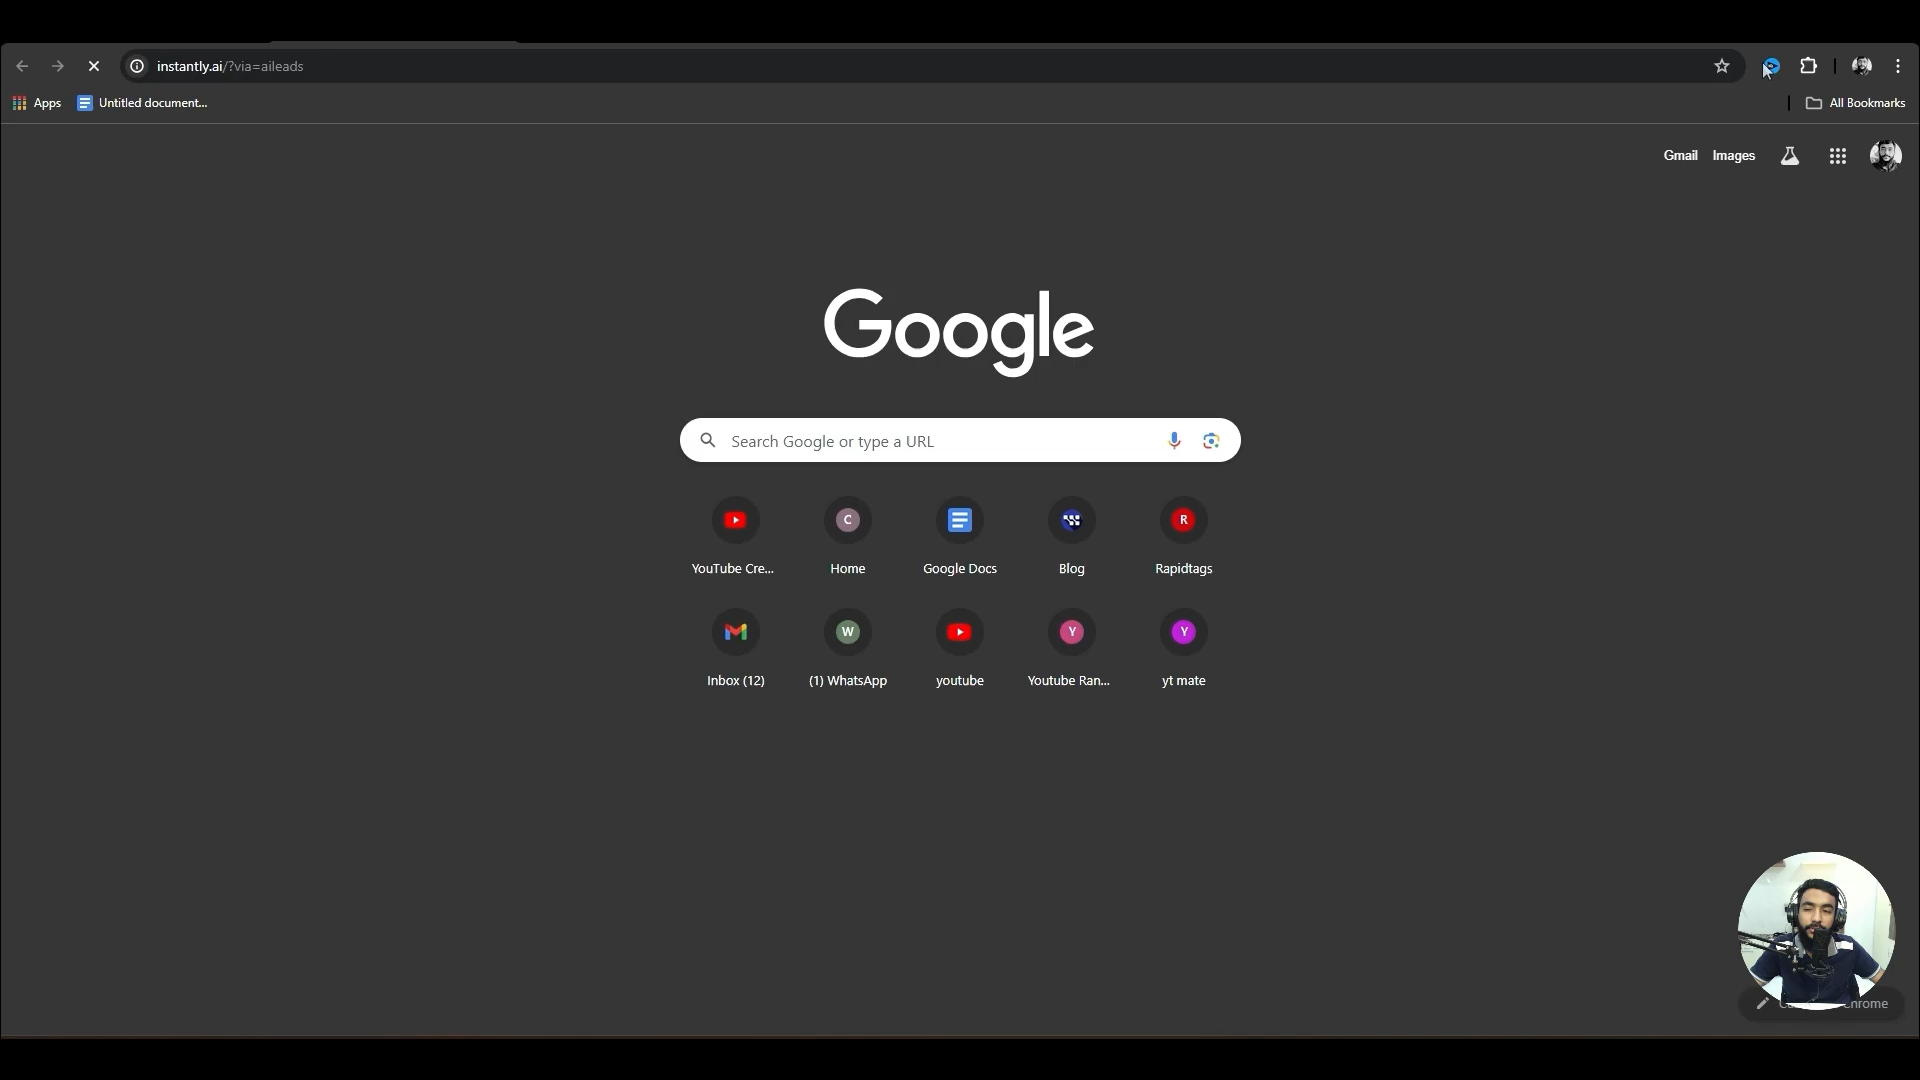 instantly.ai/?via=aileads
Apps
Untitled document...
All Bookmarks
Gmail
Images
Google
Search Google or type a URL
C
R
YouTube Cre...
Home
Google Docs
Blog
Rapidtags
W
Y
Y
Inbox (12)
(1) WhatsApp
youtube
Youtube Ran...
yt mate